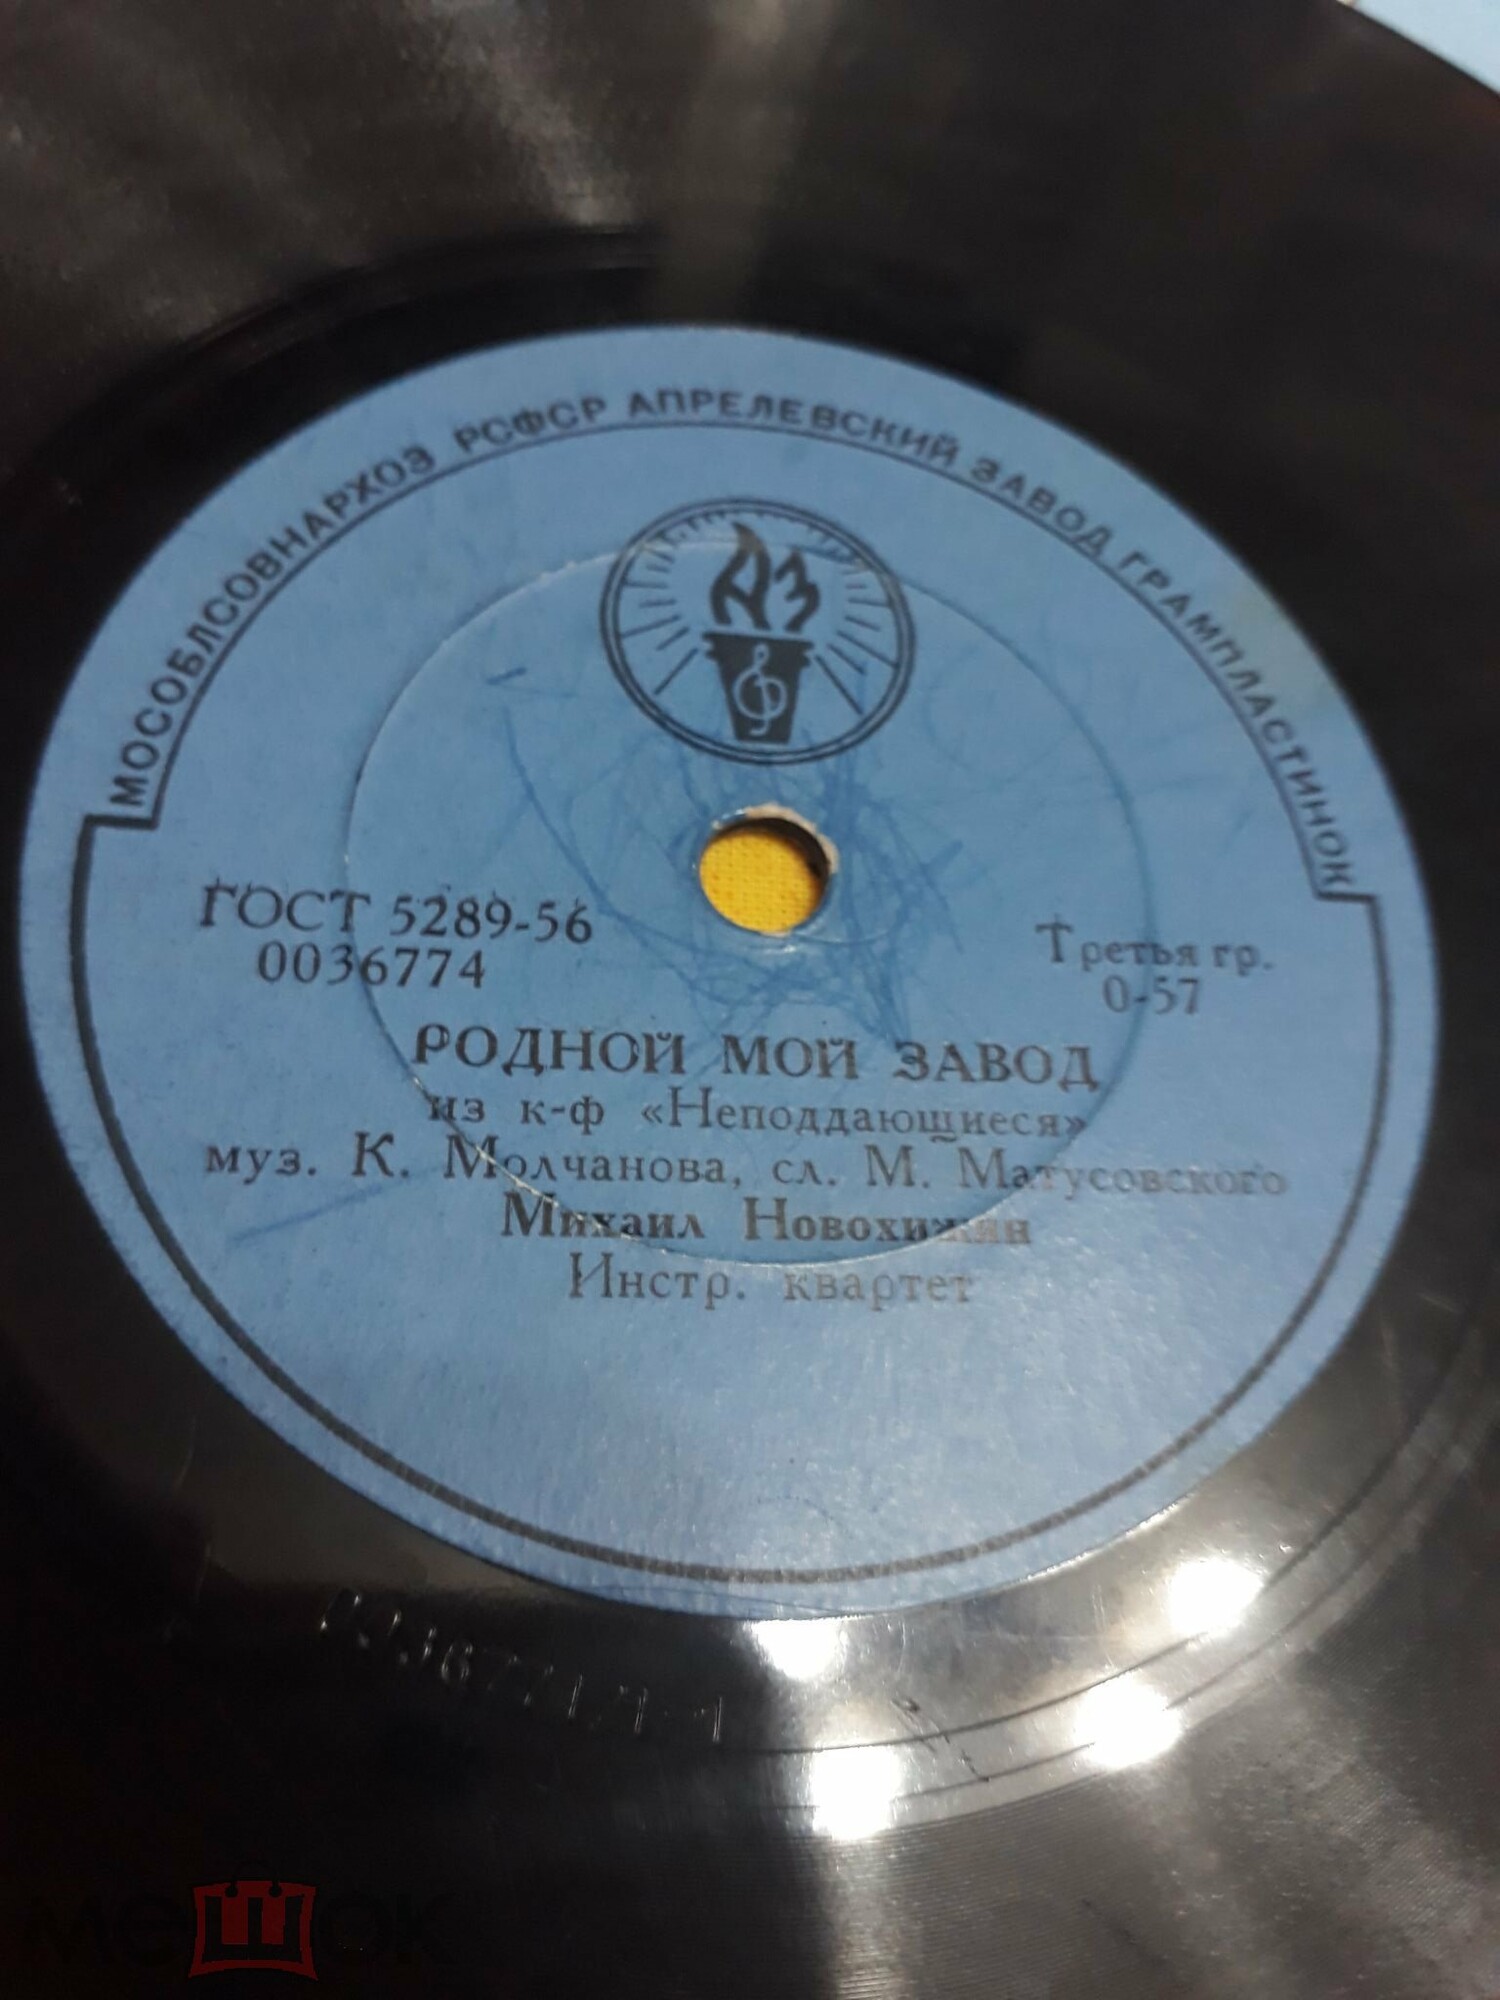 МОСОБЛСОВНАРХОЗ РСФСР АПРЕЛЕВСКИЙ ЗАВОД ГРАМПЛАСТИНОК
АЗ
ГОСТ 5289-56
0036774
Третья гр.
0-57
РОДНОЙ МОЙ ЗАВОД
из к-ф «Неподдающиеся»
муз. К. Молчанова, сл. М. Матусовского
Михаил Новохижин
Инстр. квартет
мешок